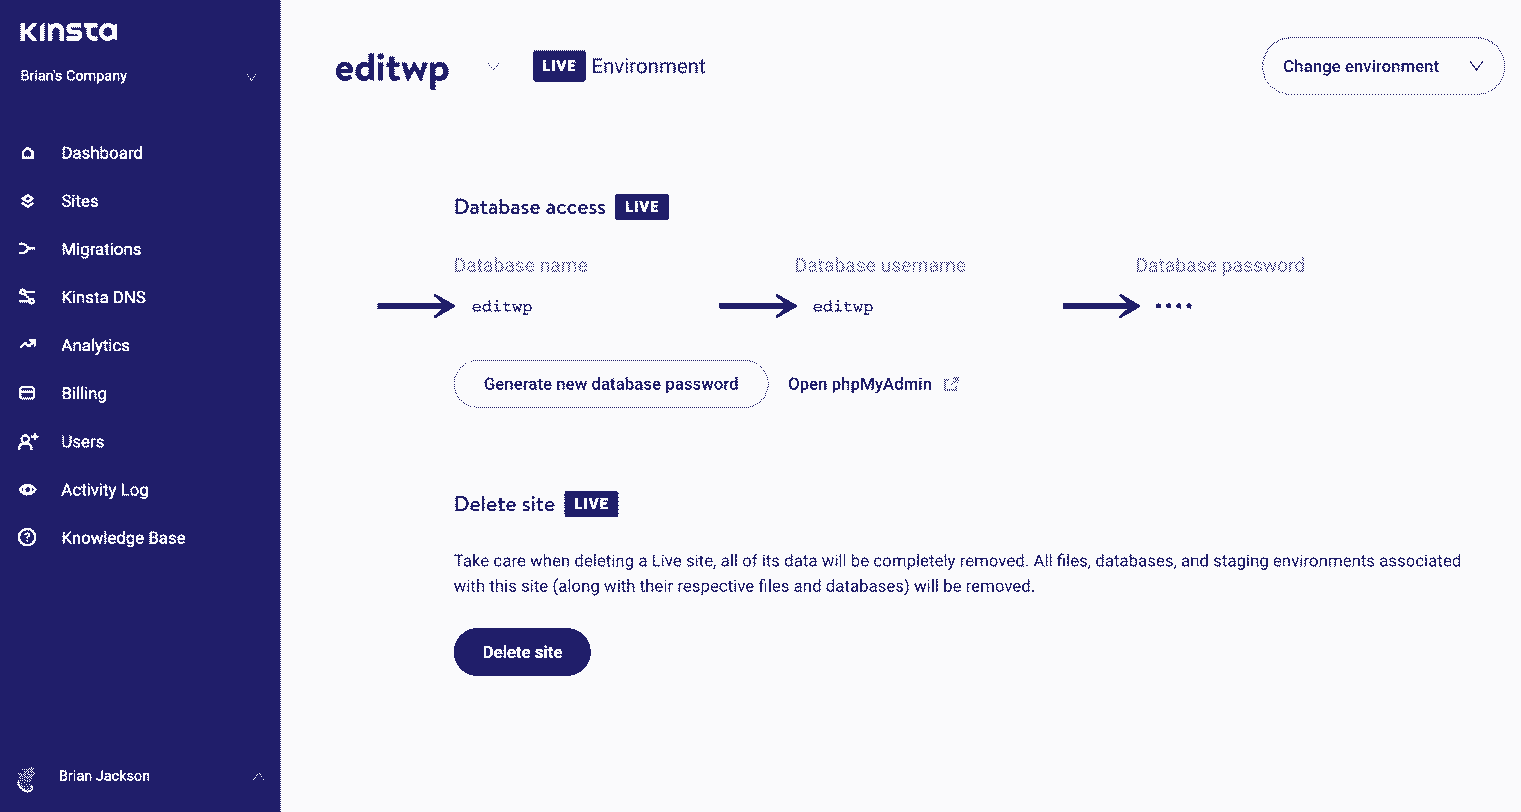 Kinsta
Brian's Company
Dashboard
Sites
Migrations
Kinsta DNS
Analytics
Billing
Users
Activity Log
Knowledge Base
Brian Jackson
editwp LIVE Environment
Change environment
Database access LIVE
Database name Database username Database password
editwp editwp ••••
Generate new database password Open phpMyAdmin
Delete site LIVE
Take care when deleting a Live site, all of its data will be completely removed. All files, databases, and staging environments associated
with this site (along with their respective files and databases) will be removed.
Delete site